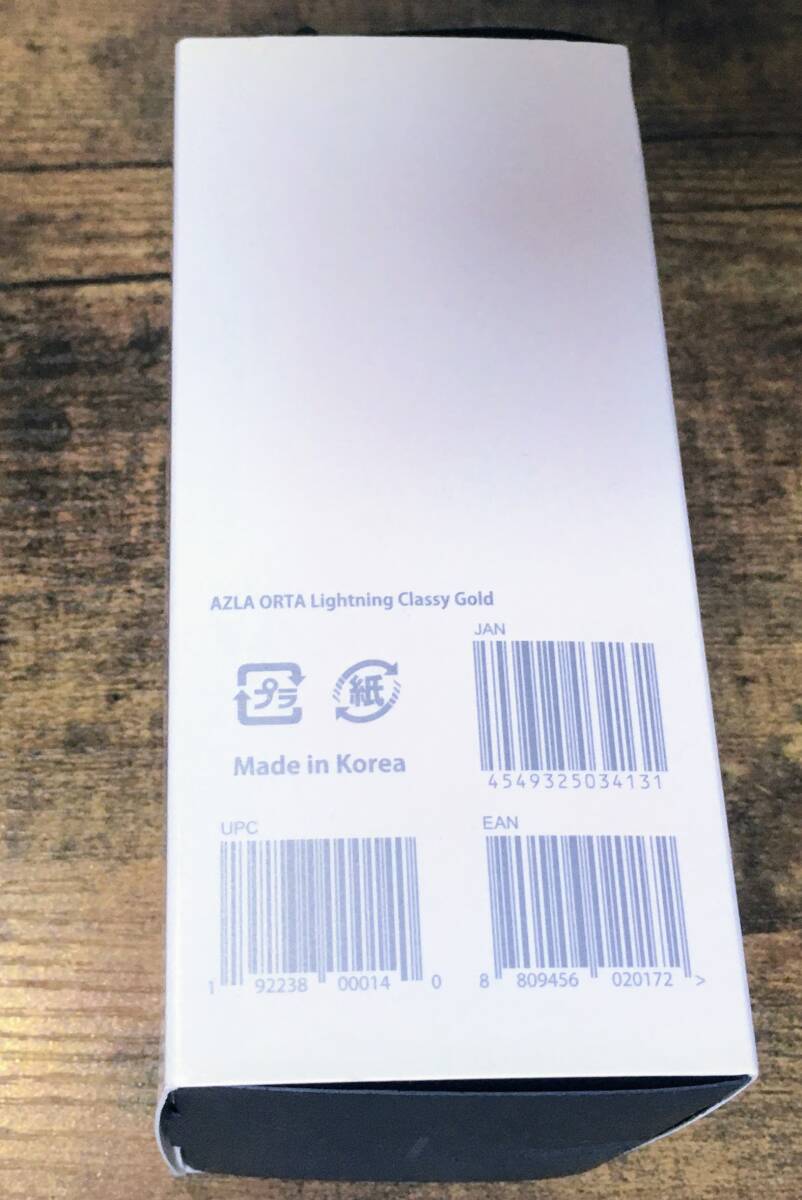 AZLA ORTA Lightning Classy Gold
JAN
プラ 紙
4549325034131
Made in Korea
UPC
1 92238 00014 0
EAN
8 809456 020172 >